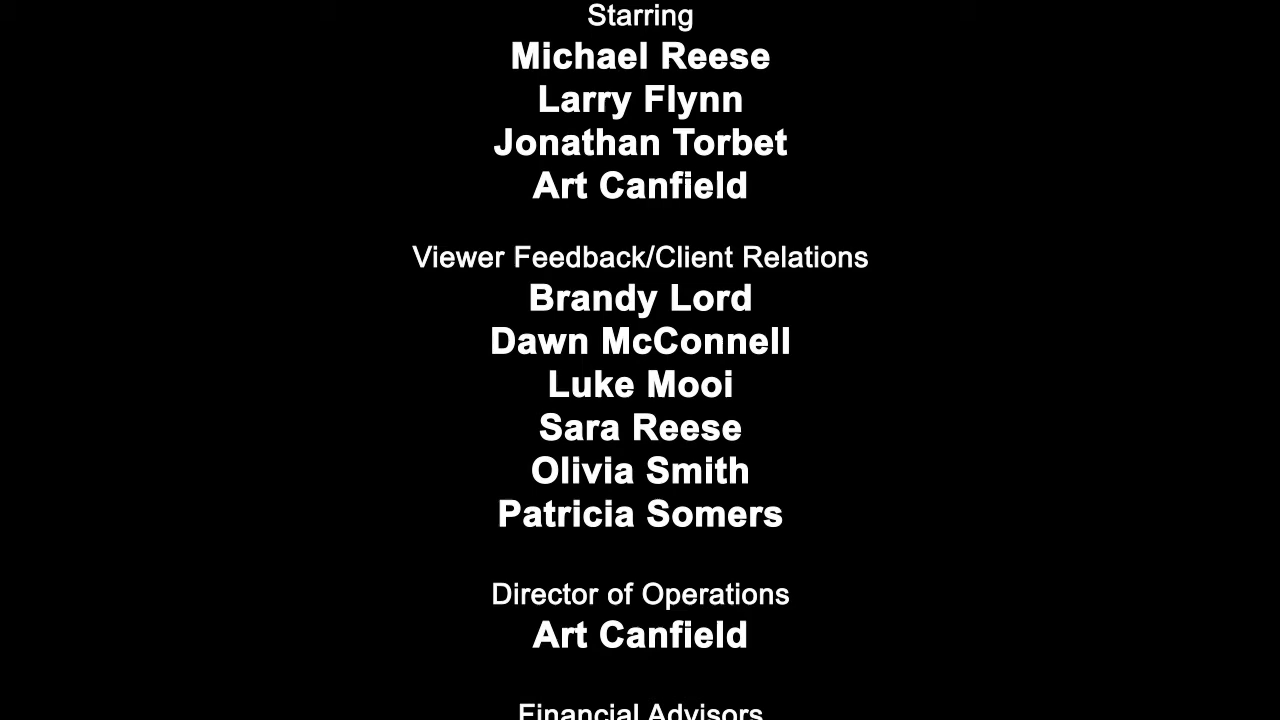 Starring
Michael Reese
Larry Flynn
Jonathan Torbet
Art Canfield
Viewer Feedback/Client Relations
Brandy Lord
Dawn McConnell
Luke Mooi
Sara Reese
Olivia Smith
Patricia Somers
Director of Operations
Art Canfield
Financial Advisors